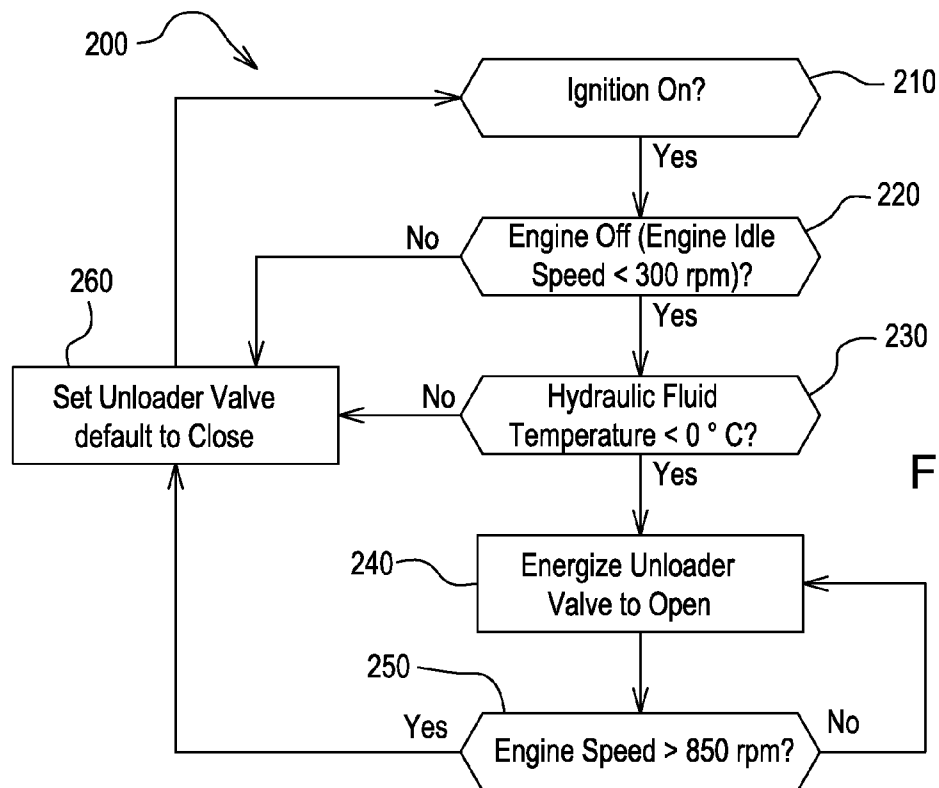 200
Ignition On?
210
Yes
220
No
Engine Off (Engine Idle
Speed < 300 rpm)?
260
Yes
230
Set Unloader Valve
default to Close
No
Hydraulic Fluid
Temperature < 0 ° C?
Yes
F
240
Energize Unloader
Valve to Open
250
Yes
Engine Speed > 850 rpm?
No